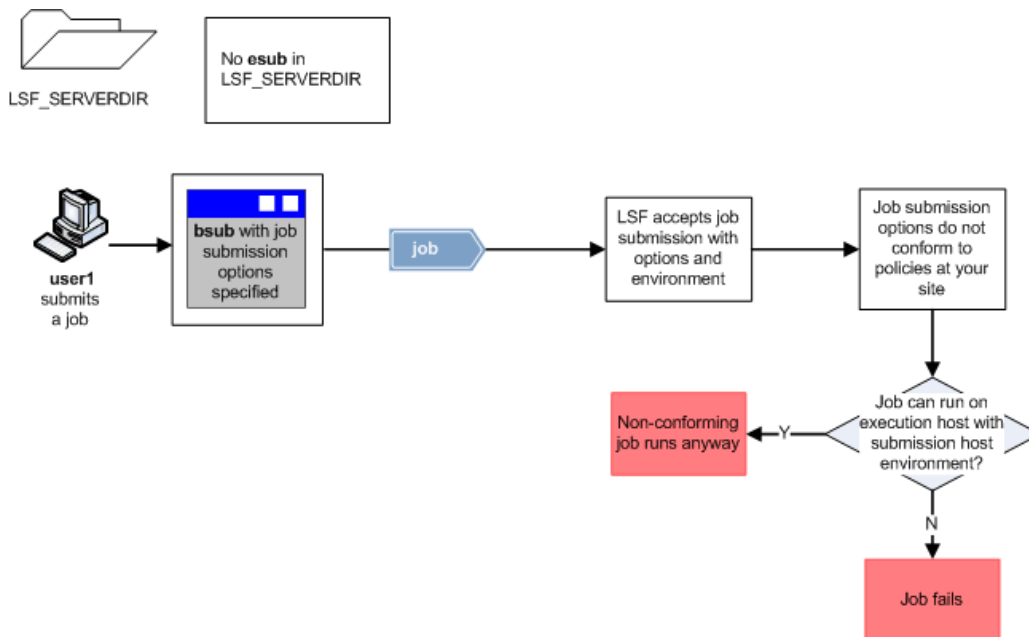 LSF_SERVERDIR
No esub in
LSF_SERVERDIR
user1
submits
a job
bsub with job
submission
options
specified
job
LSF accepts job
submission with
options and
environment
Job submission
options do not
conform to
policies at your
site
Job can run on
execution host with
submission host
environment?
Y
Non-conforming
job runs anyway
N
Job fails